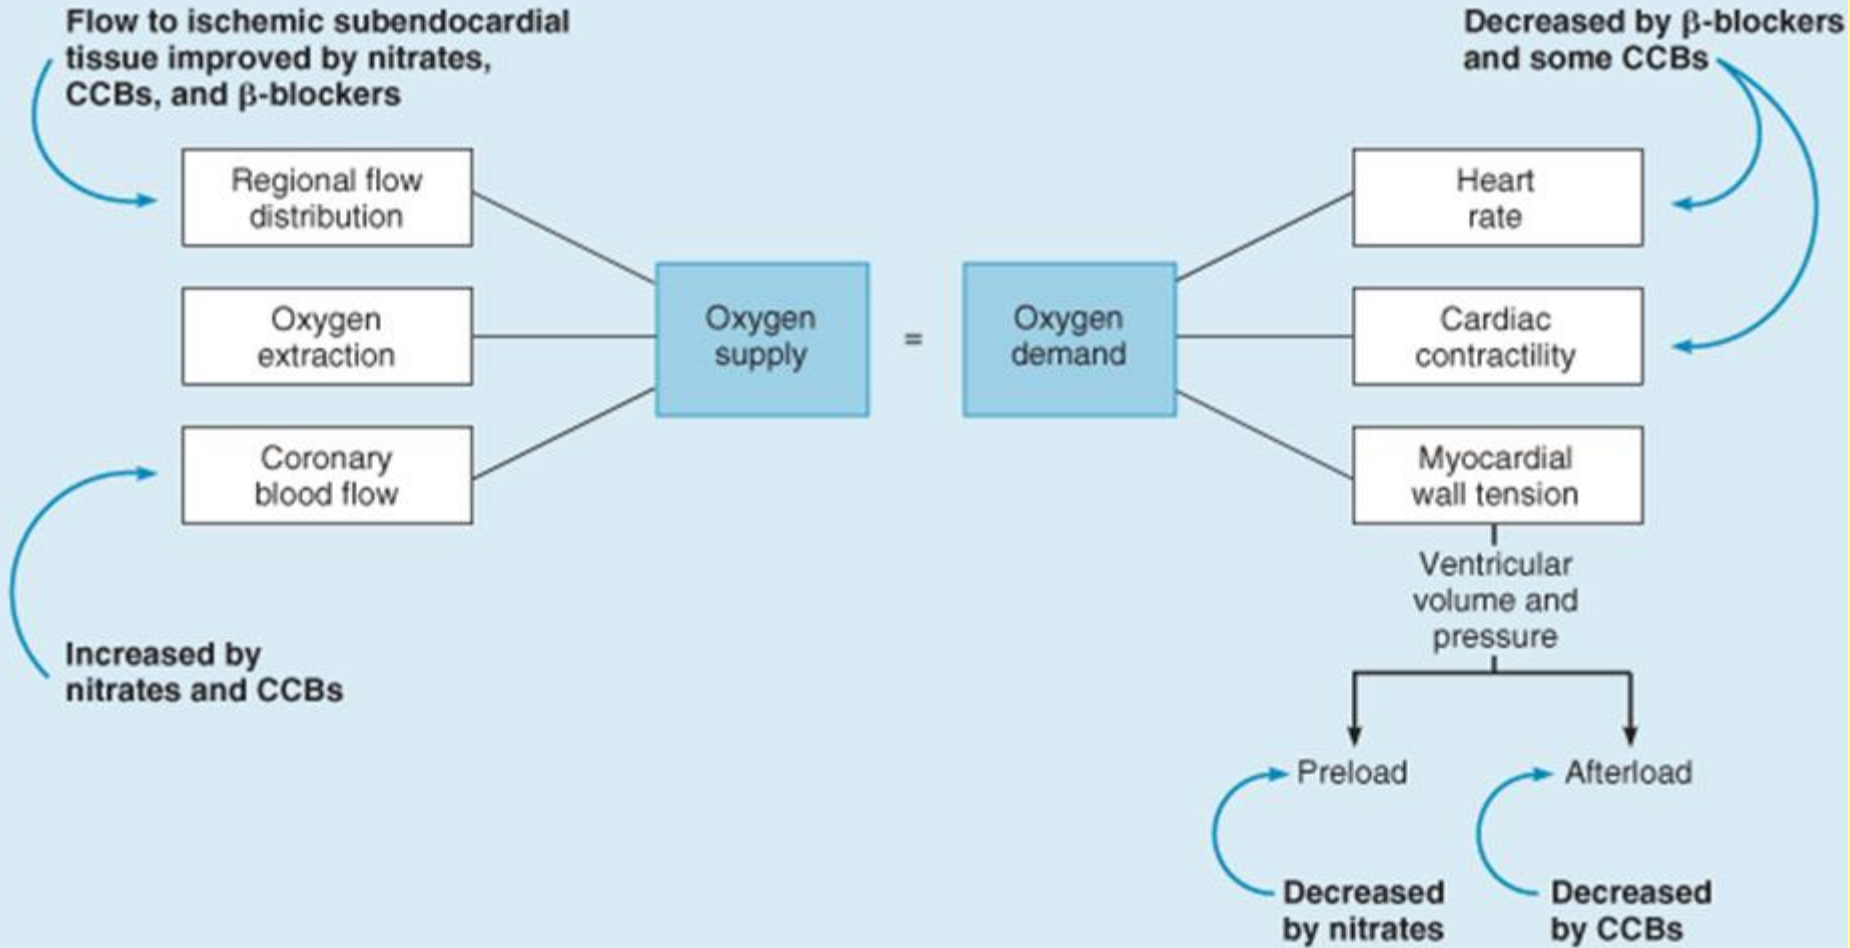 Flow to ischemic subendocardial
tissue improved by nitrates,
CCBs, and β-blockers
Decreased by β-blockers
and some CCBs
Regional flow
distribution
Oxygen
extraction
Coronary
blood flow
Oxygen
supply
=
Oxygen
demand
Heart
rate
Cardiac
contractility
Myocardial
wall tension
Ventricular
volume and
pressure
Increased by
nitrates and CCBs
Preload
Afterload
Decreased
by nitrates
Decreased
by CCBs